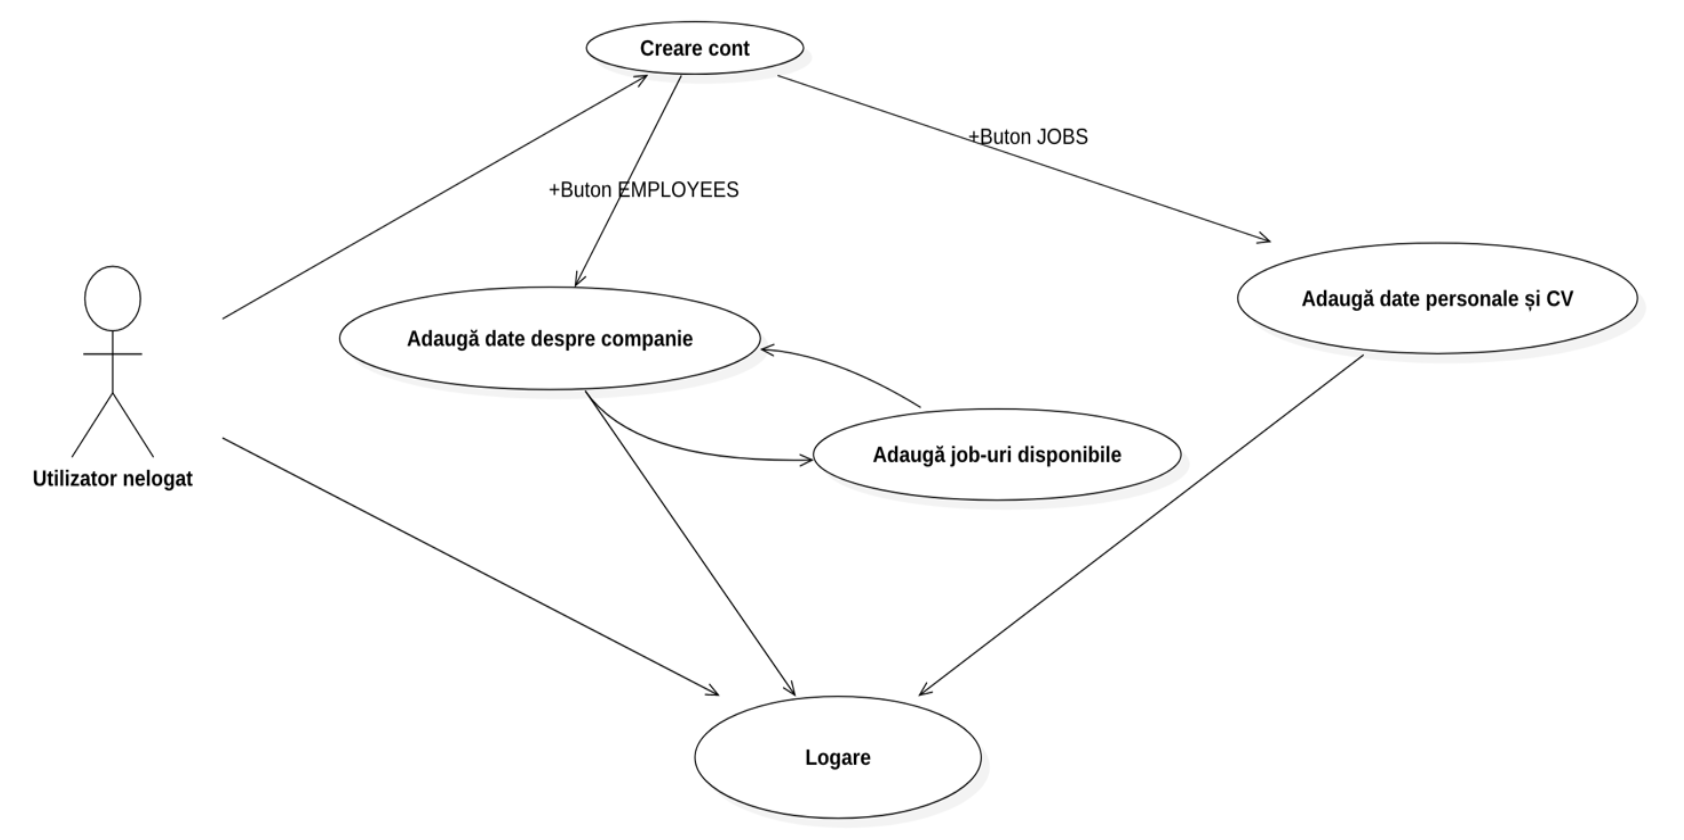 Creare cont
+Buton JOBS
+Buton EMPLOYEES
Adaugă date personale și CV
Adaugă date despre companie
Adaugă job-uri disponibile
Utilizator nelogat
Logare